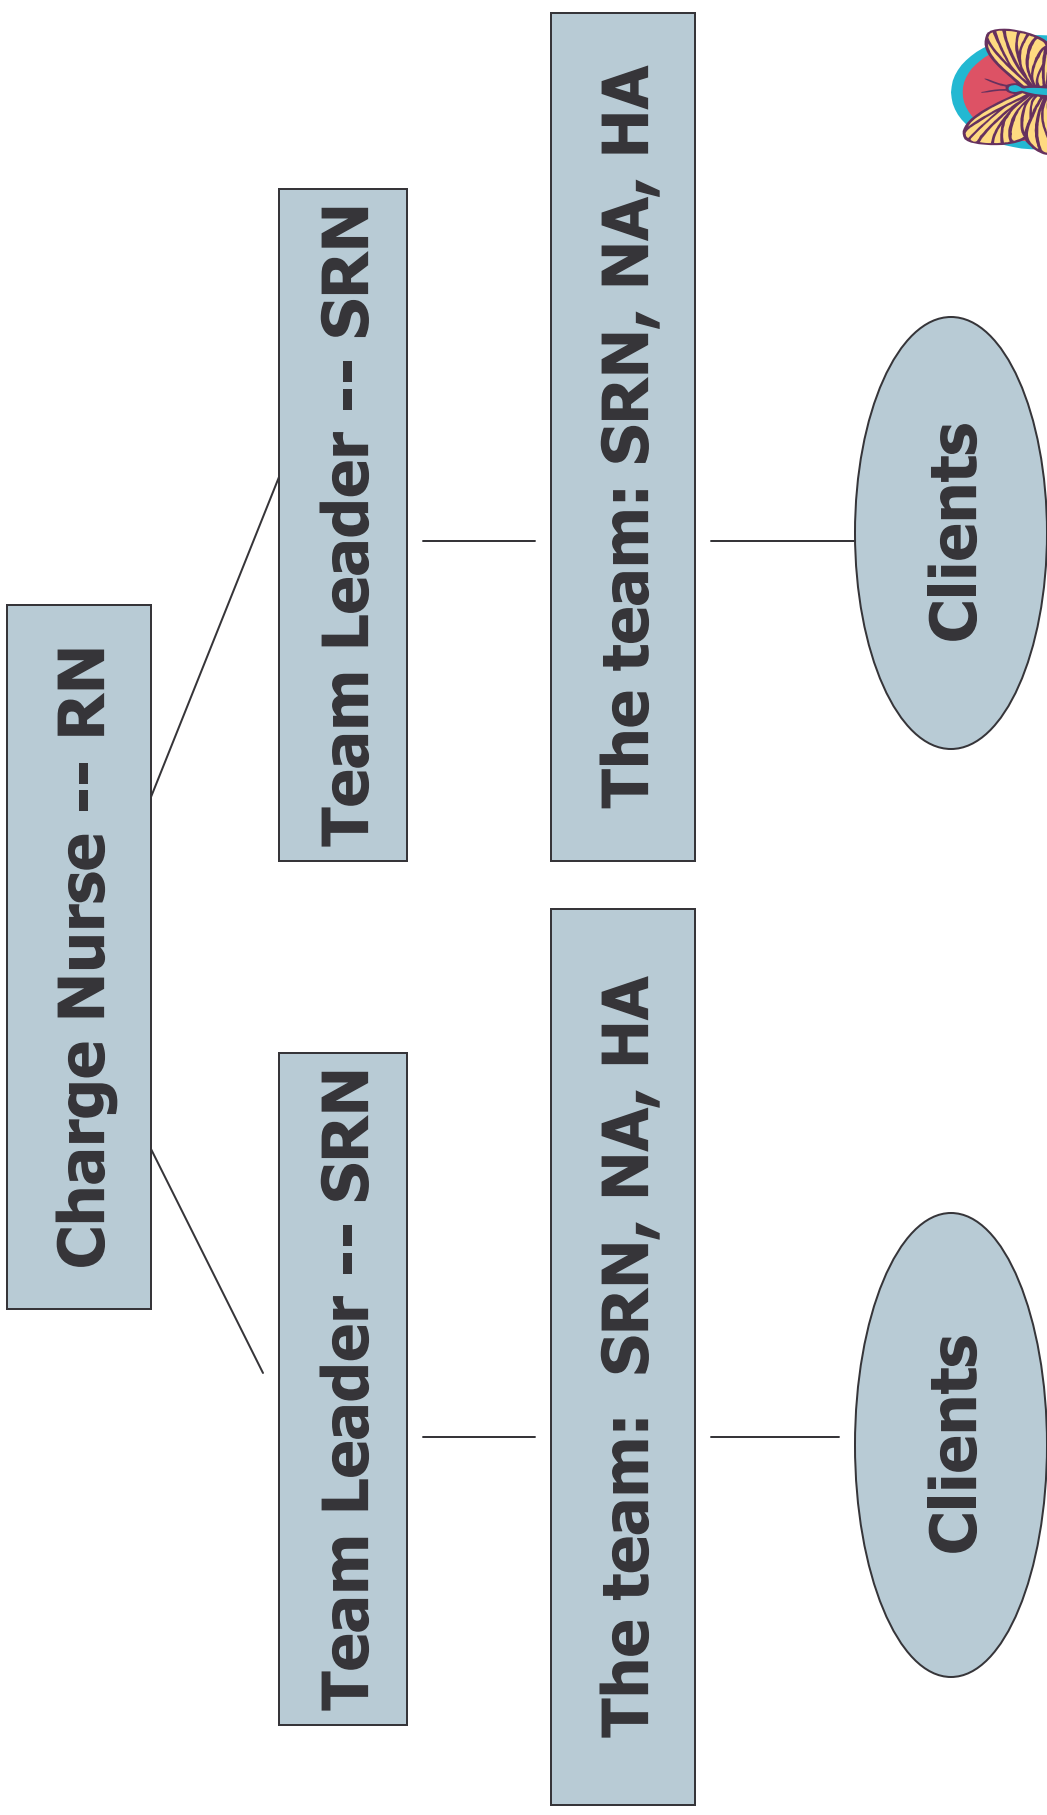 Charge Nurse -- RN
Team Leader -- SRN
Team Leader -- SRN
The team:  SRN, NA, HA
The team: SRN, NA, HA
Clients
Clients